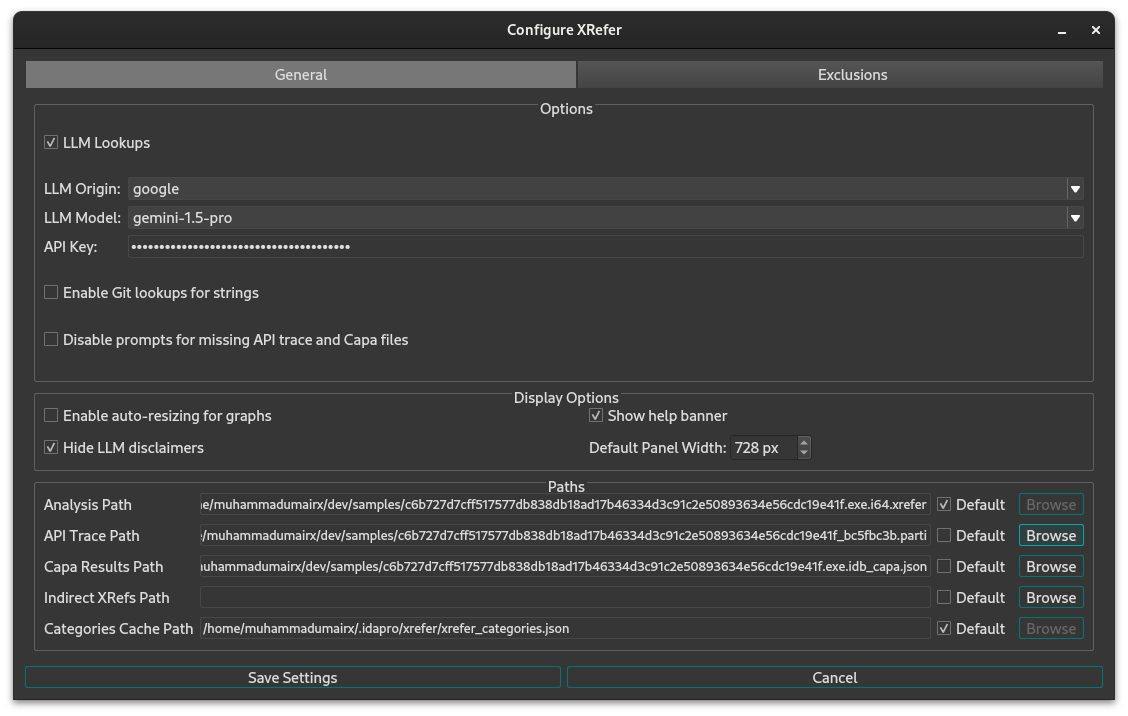 Configure XRefer
General
Exclusions
Options
LLM Lookups
LLM Origin: google
LLM Model: gemini-1.5-pro
API Key: •••••••••••••••••••••••••••••••••••••••
Enable Git lookups for strings
Disable prompts for missing API trace and Capa files
Display Options
Enable auto-resizing for graphs
Show help banner
Hide LLM disclaimers
Default Panel Width: 728 px
Paths
Analysis Path e/muhammadumairx/dev/samples/c6b727d7cff517577db838db18ad17b46334d3c91c2e50893634e56cdc19e41f.exe.i64.xrefer Default Browse
API Trace Path /muhammadumairx/dev/samples/c6b727d7cff517577db838db18ad17b46334d3c91c2e50893634e56cdc19e41f_bc5fbc3b.parti Default Browse
Capa Results Path uhammadumairx/dev/samples/c6b727d7cff517577db838db18ad17b46334d3c91c2e50893634e56cdc19e41f.exe.idb_capa.json Default Browse
Indirect XRefs Path Default Browse
Categories Cache Path /home/muhammadumairx/.idapro/xrefer/xrefer_categories.json Default Browse
Save Settings
Cancel